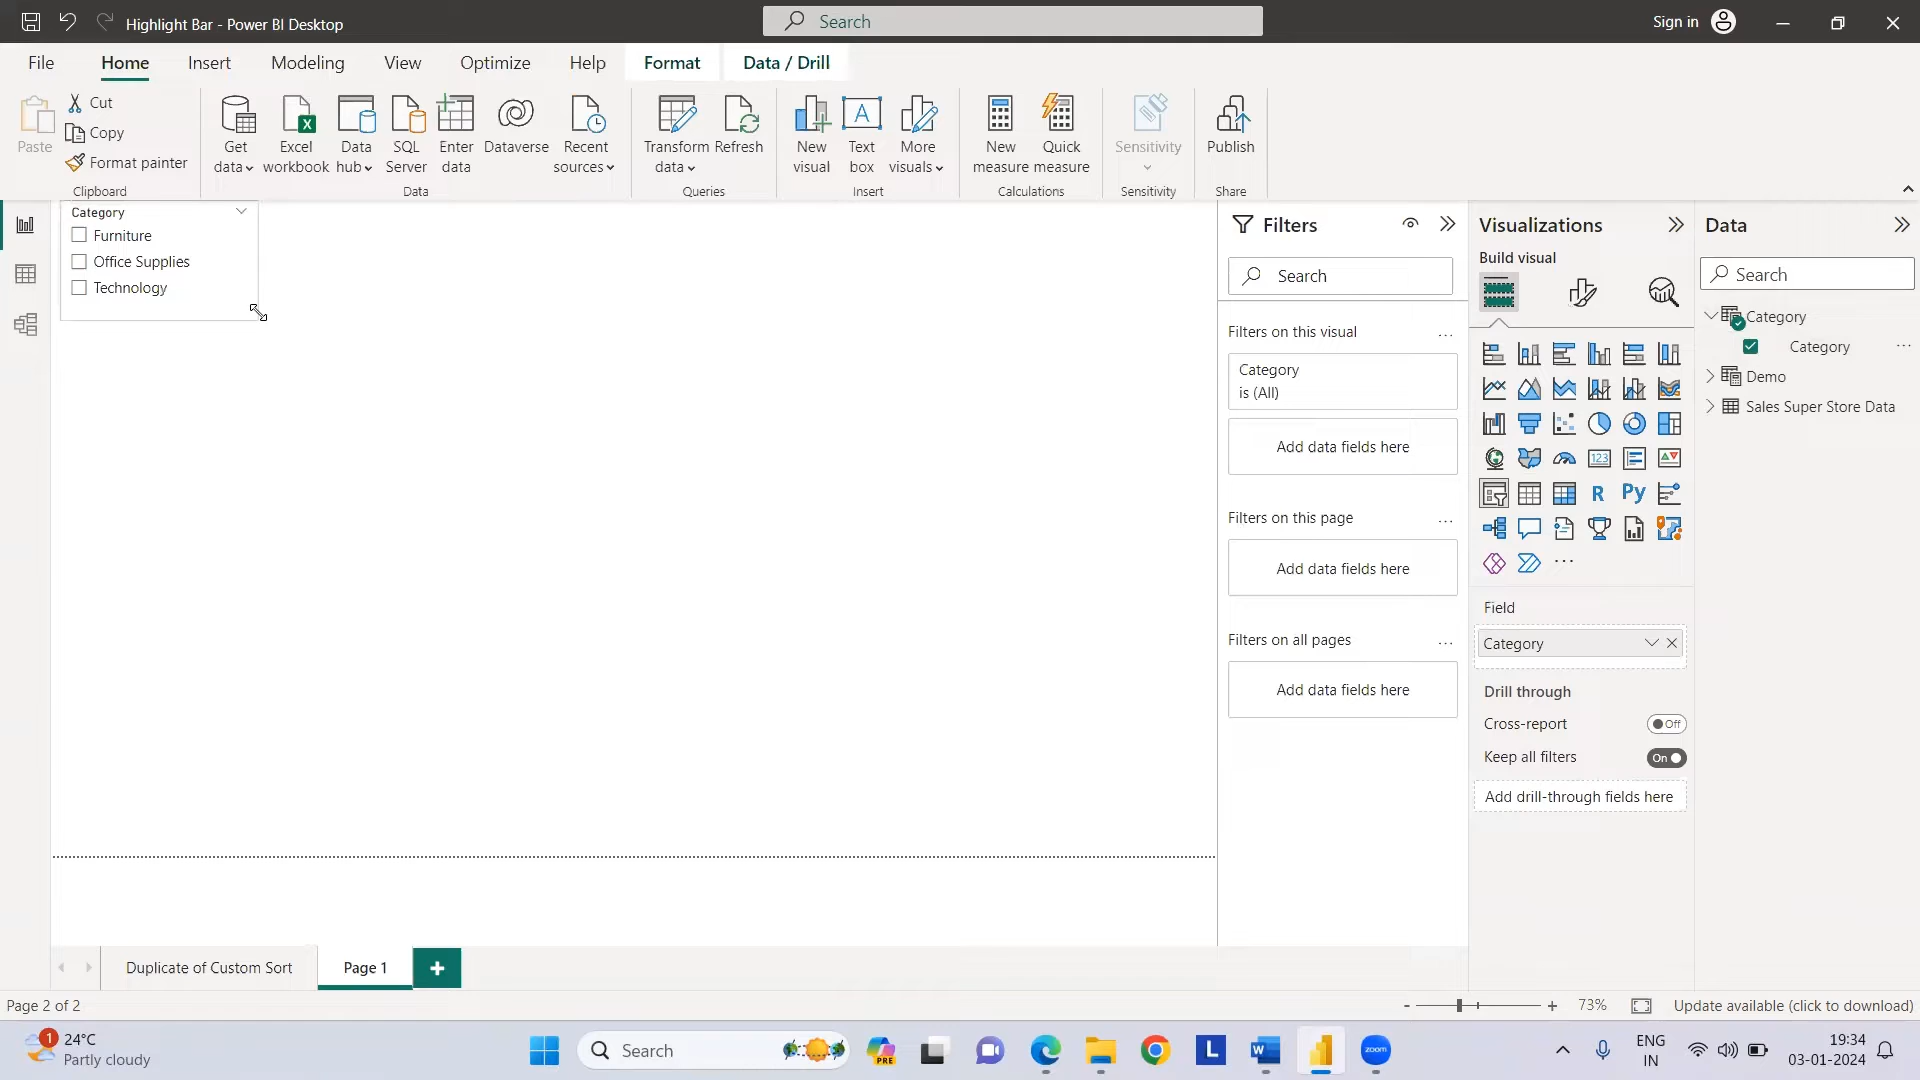 Highlight Bar - Power BI Desktop
Search
Sign in
File
Home
Insert
Modeling
View
Optimize
Help
Format
Data / Drill
Paste
Cut
Copy
Format painter
Clipboard
Get data
Excel workbook
Data hub
SQL Server
Enter data
Dataverse
Recent sources
Data
Transform data
Refresh
Queries
New visual
Text box
More visuals
Insert
New measure
Quick measure
Calculations
Sensitivity
Sensitivity
Publish
Share
Category
Furniture
Office Supplies
Technology
Filters
Search
Filters on this visual
Category
is (All)
Add data fields here
Filters on this page
Add data fields here
Filters on all pages
Add data fields here
Visualizations
Build visual
123
R
Py
Field
Category
Drill through
Cross-report
Off
Keep all filters
On
Add drill-through fields here
Data
Search
Category
Category
Demo
Sales Super Store Data
Duplicate of Custom Sort
Page 1
Page 2 of 2
73%
Update available (click to download)
1
24°C
Partly cloudy
Search
PRE
L
W
zoom
ENG
IN
19:34
03-01-2024